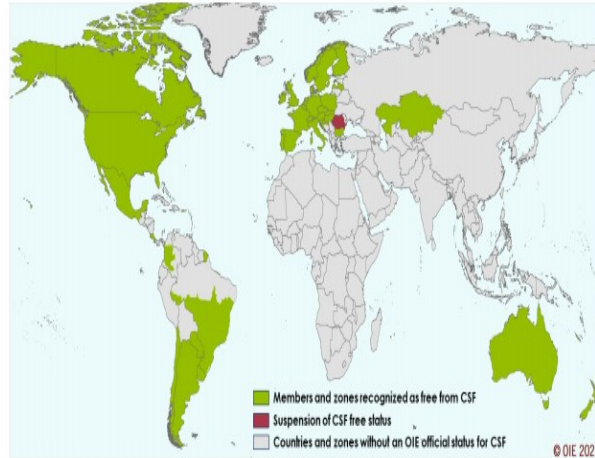 Members and zones recognized as free from CSF
Suspension of CSF free status
Countries and zones without an OIE official status for CSF
© OIE 202